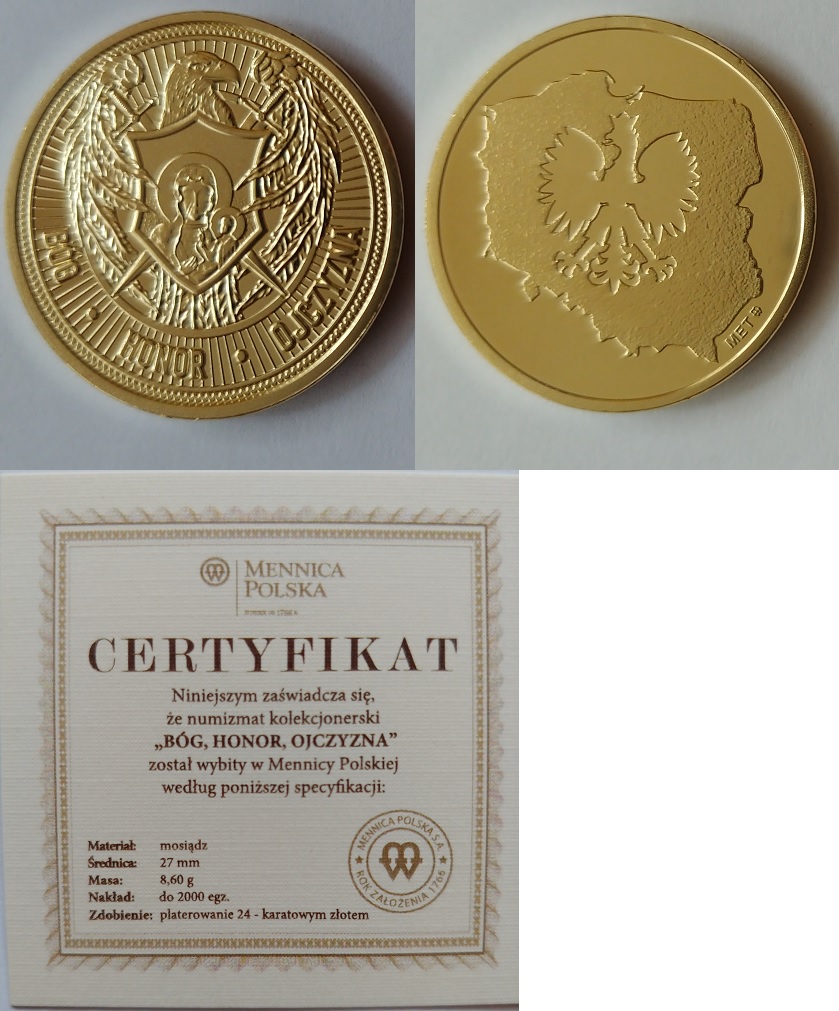 BÓG • HONOR • OJCZYZNA
MET
MENNICA
POLSKA
CERTYFIKAT
Niniejszym zaświadcza się,
że numizmat kolekcjonerski
„BÓG, HONOR, OJCZYZNA”
został wybity w Mennicy Polskiej
według poniższej specyfikacji:
MENNICA POLSKA S.A.
ROK ZAŁOŻENIA 1766
Materiał: mosiądz
Średnica: 27 mm
Masa: 8,60 g
Nakład: do 2000 egz.
Zdobienie: platerowanie 24 - karatowym złotem